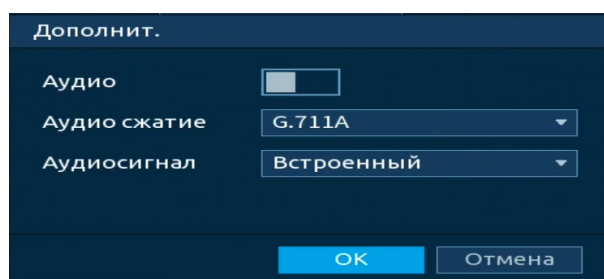 Дополнит.
Аудио
Аудио сжатие G.711A
Аудиосигнал Встроенный
OK Отмена